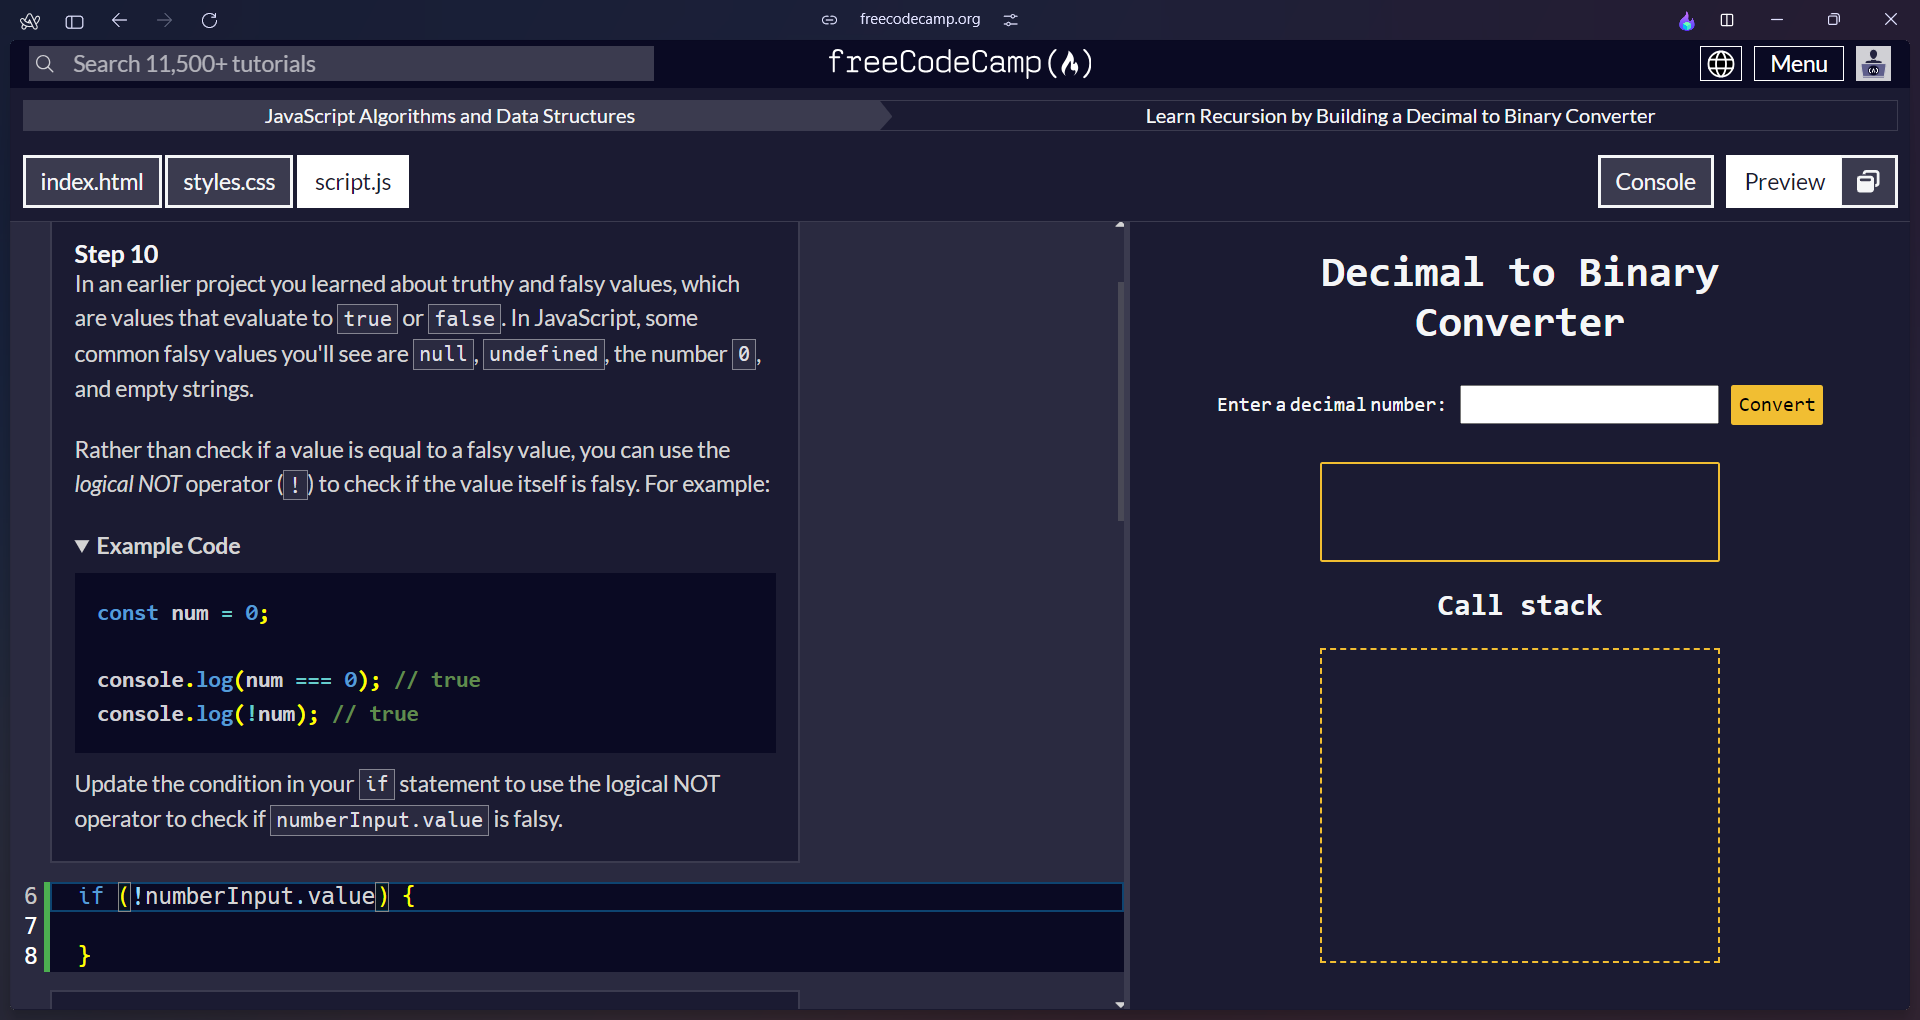 freecodecamp.org
Search 11,500+ tutorials
freeCodeCamp
Menu
JavaScript Algorithms and Data Structures
Learn Recursion by Building a Decimal to Binary Converter
index.html
styles.css
script.js
Console
Preview
Step 10
In an earlier project you learned about truthy and falsy values, which
are values that evaluate to true or false. In JavaScript, some
common falsy values you'll see are null, undefined, the number 0,
and empty strings.
Rather than check if a value is equal to a falsy value, you can use the
logical NOT operator (!) to check if the value itself is falsy. For example:
Example Code
const num = 0;
console.log(num === 0); // true
console.log(!num); // true
Update the condition in your if statement to use the logical NOT
operator to check if numberInput.value is falsy.
6 if (!numberInput.value) {
7
8 }
Decimal to Binary
Converter
Enter a decimal number:
Convert
Call stack